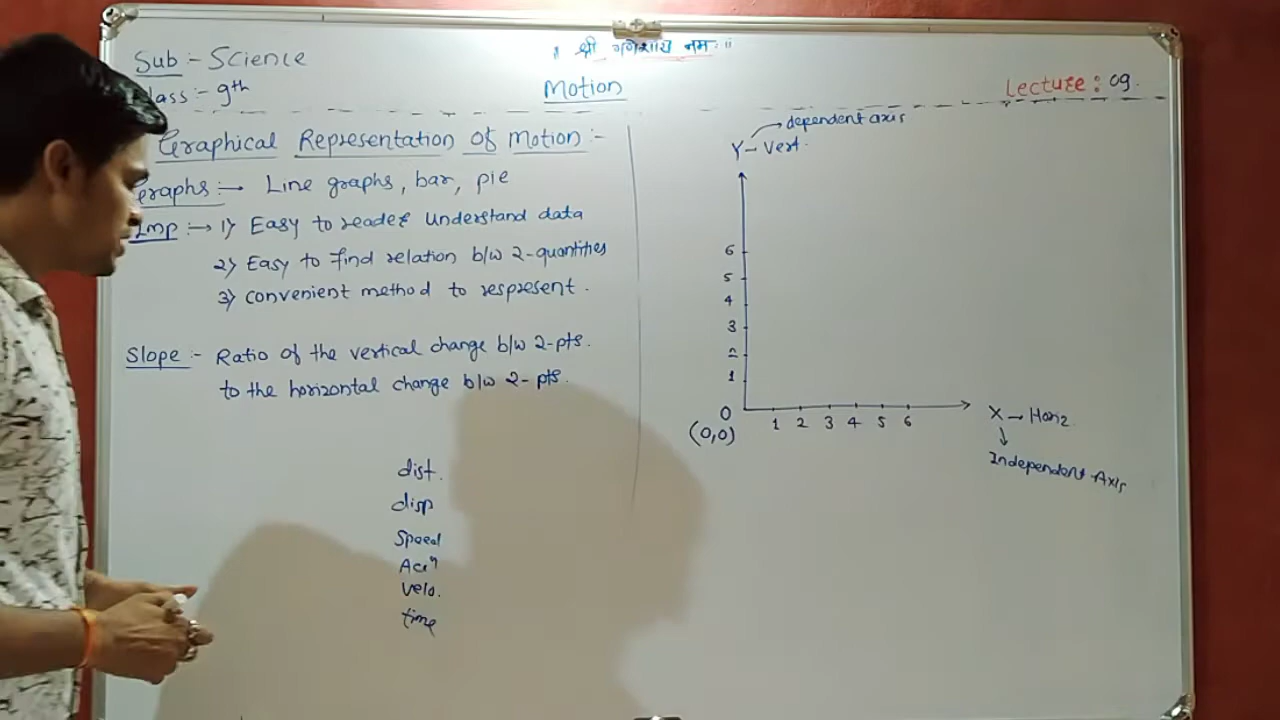 ॥ श्री गणेशाय नमः ॥
Sub :- Science
Class :- 9th
Motion
Lecture : 09.
Graphical Representation of Motion :-
Graphs :→ Line graphs, bar, pie
Imp :→ 1) Easy to read & understand data
2) Easy to find relation b/w 2-quantities
3) convenient method to respresent.
Slope :- Ratio of the vertical change b/w 2-pts.
to the horizontal change b/w 2-pts.
dist.
disp
Speed
Accn
Velo.
time
→ dependent axis
Y → Vert.
6
5
4
3
2
1
0
(0,0)
1 2 3 4 5 6
X → Horiz.
Independent Axis